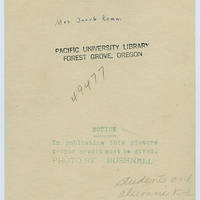 Mrs Jacob Kamm.
PACIFIC UNIVERSITY LIBRARY
FOREST GROVE, OREGON
49477
NOTICE
In publishing this picture
proper credit must be given.
PHOTO BY BUSHNELL
students and
alumni